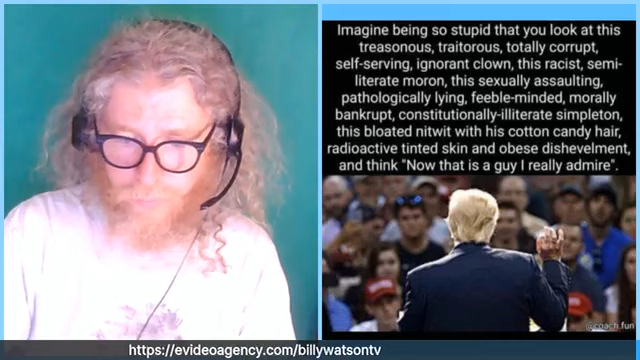 Imagine being so stupid that you look at this
treasonous, traitorous, totally corrupt,
self-serving, ignorant clown, this racist, semi-
literate moron, this sexually assaulting,
pathologically lying, feeble-minded, morally
bankrupt, constitutionally-illiterate simpleton,
this bloated nitwit with his cotton candy hair,
radioactive tinted skin and obese dishevelment,
and think "Now that is a guy I really admire".
@coach.fun
https://evideoagency.com/billywatsontv